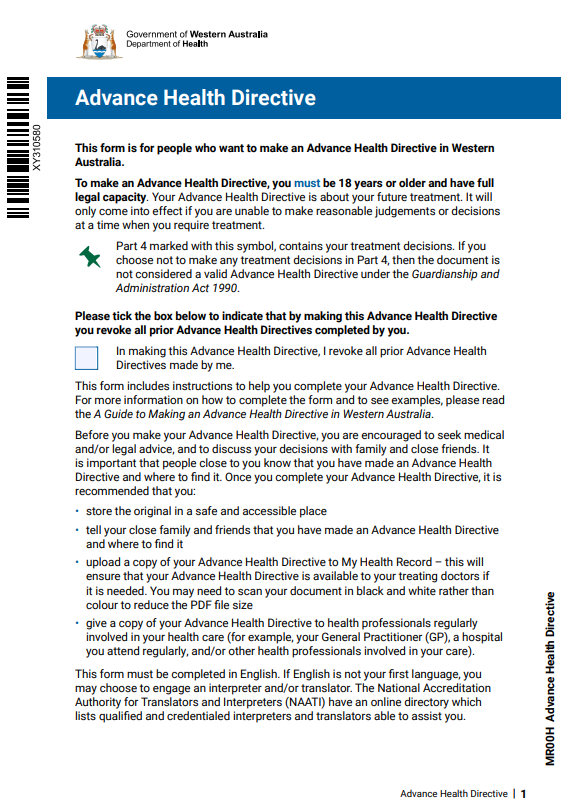 Government of Western Australia
Department of Health
Advance Health Directive
XY310580
This form is for people who want to make an Advance Health Directive in Western
Australia.
To make an Advance Health Directive, you must be 18 years or older and have full
legal capacity. Your Advance Health Directive is about your future treatment. It will
only come into effect if you are unable to make reasonable judgements or decisions
at a time when you require treatment.
Part 4 marked with this symbol, contains your treatment decisions. If you
choose not to make any treatment decisions in Part 4, then the document is
not considered a valid Advance Health Directive under the Guardianship and
Administration Act 1990.
Please tick the box below to indicate that by making this Advance Health Directive
you revoke all prior Advance Health Directives completed by you.
In making this Advance Health Directive, I revoke all prior Advance Health
Directives made by me.
This form includes instructions to help you complete your Advance Health Directive.
For more information on how to complete the form and to see examples, please read
the A Guide to Making an Advance Health Directive in Western Australia.
Before you make your Advance Health Directive, you are encouraged to seek medical
and/or legal advice, and to discuss your decisions with family and close friends. It
is important that people close to you know that you have made an Advance Health
Directive and where to find it. Once you complete your Advance Health Directive, it is
recommended that you:
• store the original in a safe and accessible place
• tell your close family and friends that you have made an Advance Health Directive
and where to find it
• upload a copy of your Advance Health Directive to My Health Record – this will
ensure that your Advance Health Directive is available to your treating doctors if
it is needed. You may need to scan your document in black and white rather than
colour to reduce the PDF file size
• give a copy of your Advance Health Directive to health professionals regularly
involved in your health care (for example, your General Practitioner (GP), a hospital
you attend regularly, and/or other health professionals involved in your care).
This form must be completed in English. If English is not your first language, you
may choose to engage an interpreter and/or translator. The National Accreditation
Authority for Translators and Interpreters (NAATI) have an online directory which
lists qualified and credentialed interpreters and translators able to assist you.
MR00H Advance Health Directive
Advance Health Directive | 1